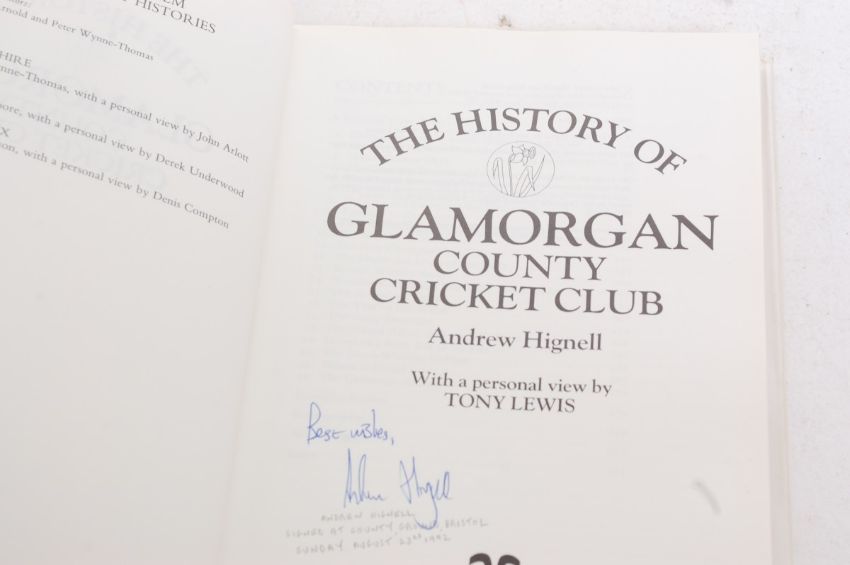 HISTORIES
Arnold and Peter Wynne-Thomas
HIRE
nne-Thomas, with a personal view by John Arlott
ore, with a personal view by Derek Underwood
X
son, with a personal view by Denis Compton
THE HISTORY OF
GLAMORGAN
COUNTY
CRICKET CLUB
Andrew Hignell
With a personal view by
TONY LEWIS
Best wishes,
Andrew Hignell
ANDREW HIGNELL
SIGNED AT COUNTY GROUND, BRISTOL
SUNDAY AUGUST 23RD 1992